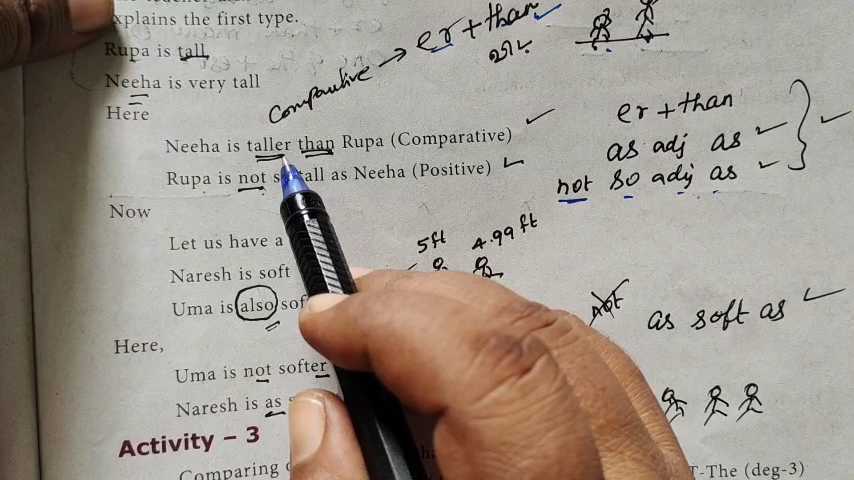 explains the first type.
Rupa is tall
Neeha is very tall
Here
Neeha is taller than Rupa (Comparative)
Rupa is not so tall as Neeha (Positive)
Now
Let us have a
Naresh is soft
Uma is also
Here,
Uma is not softer
Naresh is as
Activity – 3
Comparing
T-The (deg-3)
Comparative → er + than
er + than
as adj as
not so adj as
5ft 4.99 ft
not
as soft as